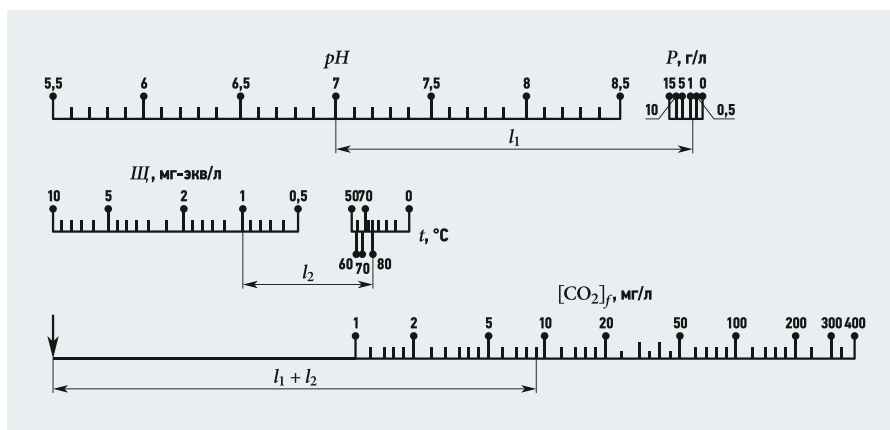 pH
P, г/л
5,5 6 6,5 7 7,5 8 8,5
15 5 1 0
10 0,5
l₁
Щ, мг-экв/л
10 5 2 1 0,5
50 70 0
t, °C
60 70 80
l₂
[CO₂]f, мг/л
1 2 5 10 20 50 100 200 300 400
l₁ + l₂